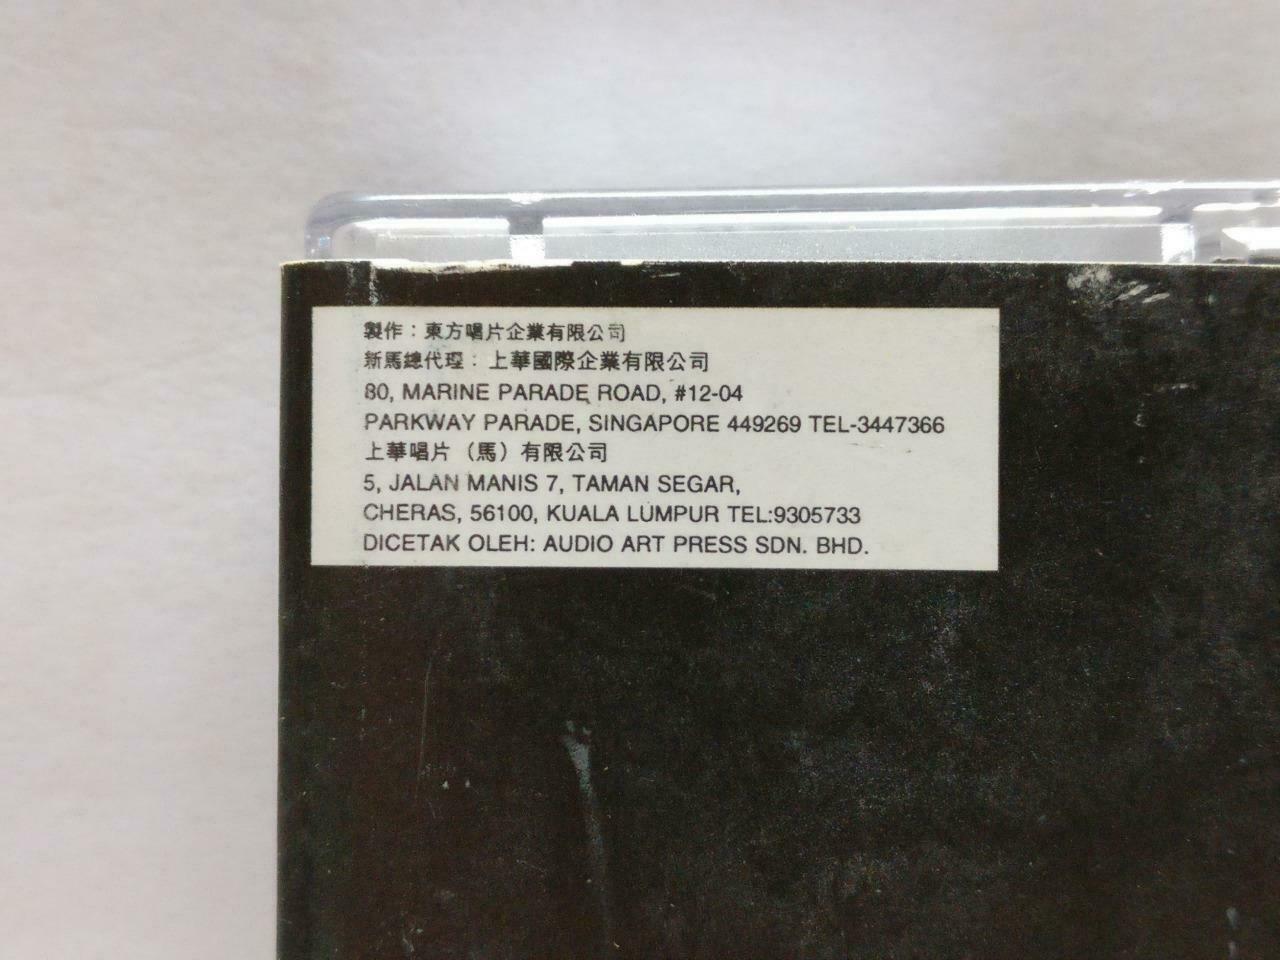 製作：東方唱片企業有限公司
新馬總代理：上華國際企業有限公司
80, MARINE PARADE ROAD, #12-04
PARKWAY PARADE, SINGAPORE 449269 TEL-3447366
上華唱片（馬）有限公司
5, JALAN MANIS 7, TAMAN SEGAR,
CHERAS, 56100, KUALA LUMPUR TEL:9305733
DICETAK OLEH: AUDIO ART PRESS SDN. BHD.